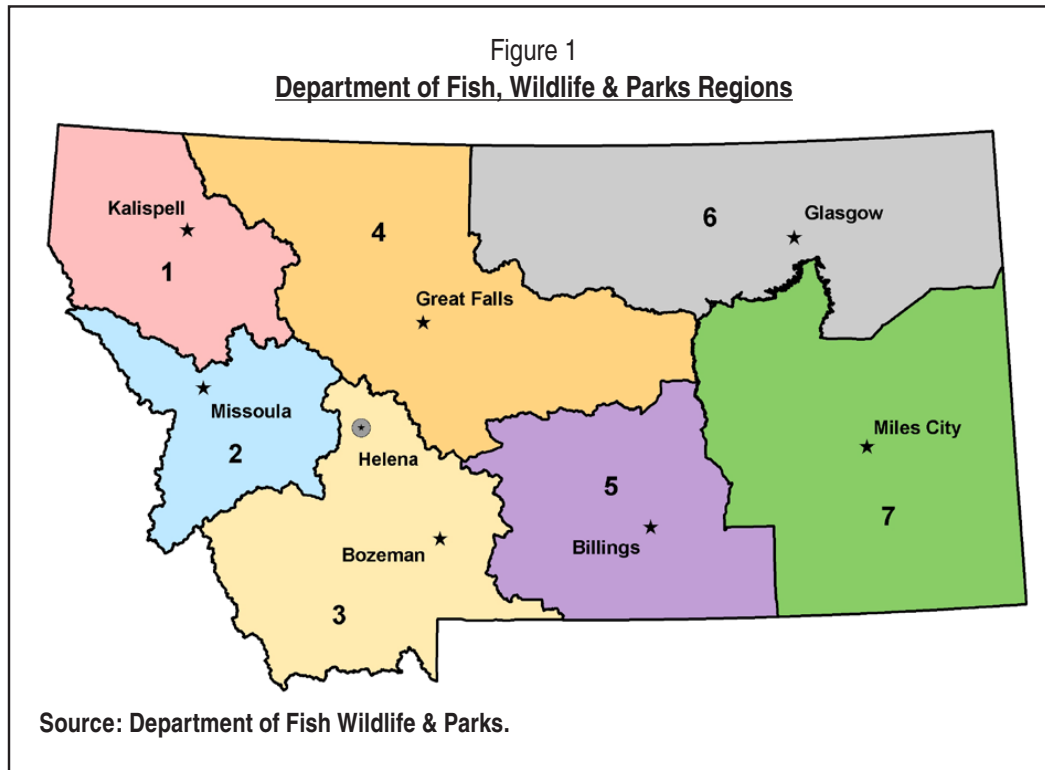 Figure 1
Department of Fish, Wildlife & Parks Regions
Kalispell
1
4
6
Glasgow
Great Falls
Missoula
2
Helena
Miles City
5
7
Bozeman
Billings
3
Source: Department of Fish Wildlife & Parks.